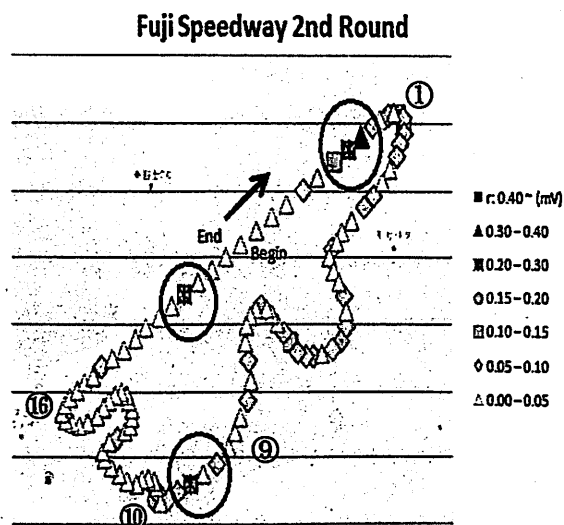 Fuji Speedway 2nd Round
①
End
Begin
⑯
⑨
⑩
r: 0.40~ (mV)
0.30-0.40
0.20-0.30
0.15-0.20
0.10-0.15
0.05-0.10
0.00-0.05